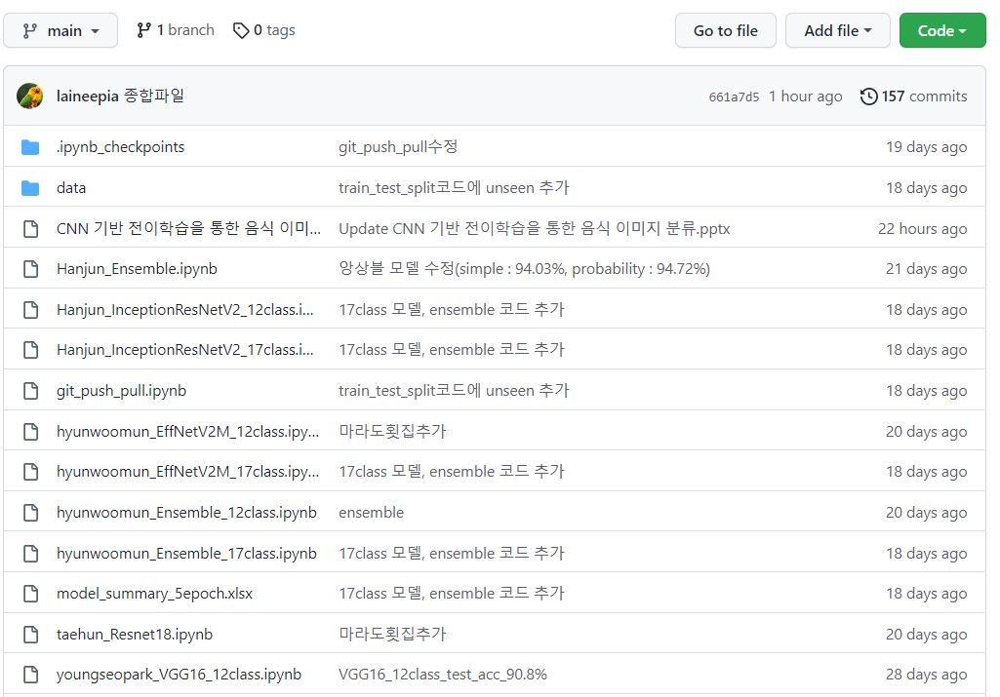 main 1 branch 0 tags Go to file Add file Code
laineepia 종합파일 661a7d5 1 hour ago 157 commits
.ipynb_checkpoints git_push_pull수정 19 days ago
data train_test_split코드에 unseen 추가 18 days ago
CNN 기반 전이학습을 통한 음식 이미... Update CNN 기반 전이학습을 통한 음식 이미지 분류.pptx 22 hours ago
Hanjun_Ensemble.ipynb 앙상블 모델 수정(simple : 94.03%, probability : 94.72%) 21 days ago
Hanjun_InceptionResNetV2_12class.i... 17class 모델, ensemble 코드 추가 18 days ago
Hanjun_InceptionResNetV2_17class.i... 17class 모델, ensemble 코드 추가 18 days ago
git_push_pull.ipynb train_test_split코드에 unseen 추가 18 days ago
hyunwoomun_EffNetV2M_12class.ipy... 마라도횟집추가 20 days ago
hyunwoomun_EffNetV2M_17class.ipy... 17class 모델, ensemble 코드 추가 18 days ago
hyunwoomun_Ensemble_12class.ipynb ensemble 20 days ago
hyunwoomun_Ensemble_17class.ipynb 17class 모델, ensemble 코드 추가 18 days ago
model_summary_5epoch.xlsx 17class 모델, ensemble 코드 추가 18 days ago
taehun_Resnet18.ipynb 마라도횟집추가 20 days ago
youngseopark_VGG16_12class.ipynb VGG16_12class_test_acc_90.8% 28 days ago